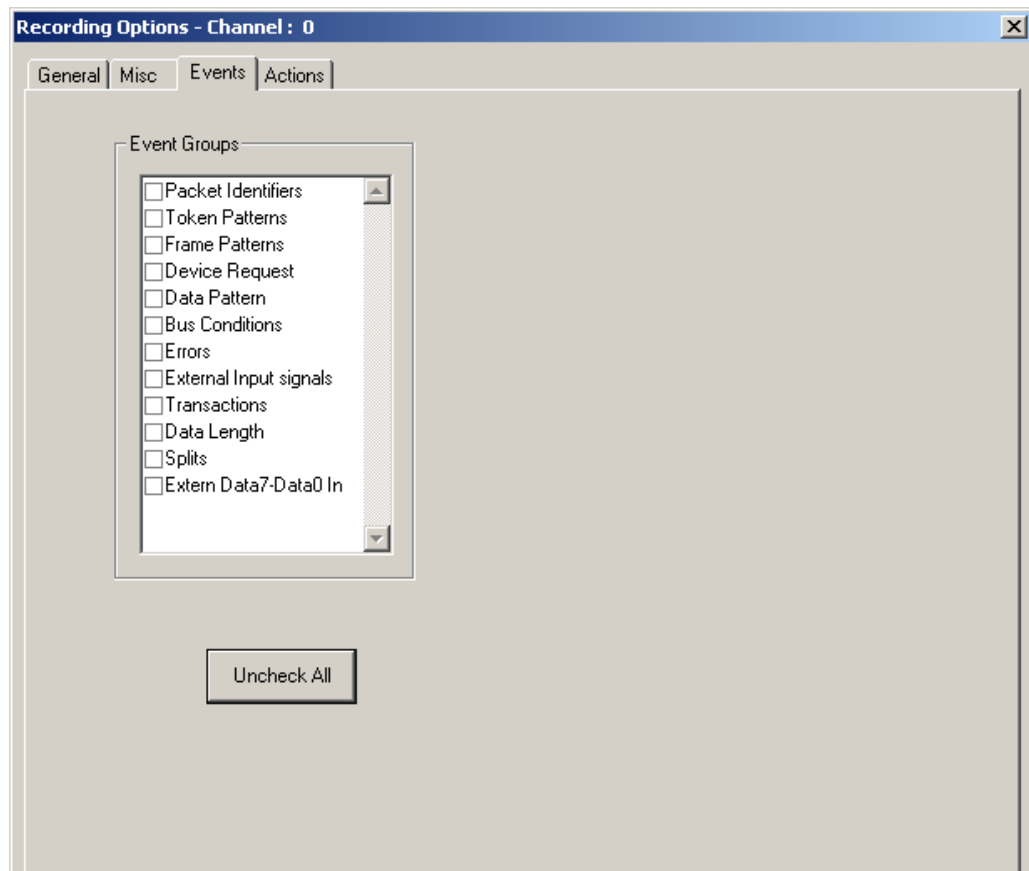 Recording Options - Channel : 0
General Misc Events Actions
Event Groups
Packet Identifiers
Token Patterns
Frame Patterns
Device Request
Data Pattern
Bus Conditions
Errors
External Input signals
Transactions
Data Length
Splits
Extern Data7-Data0 In
Uncheck All